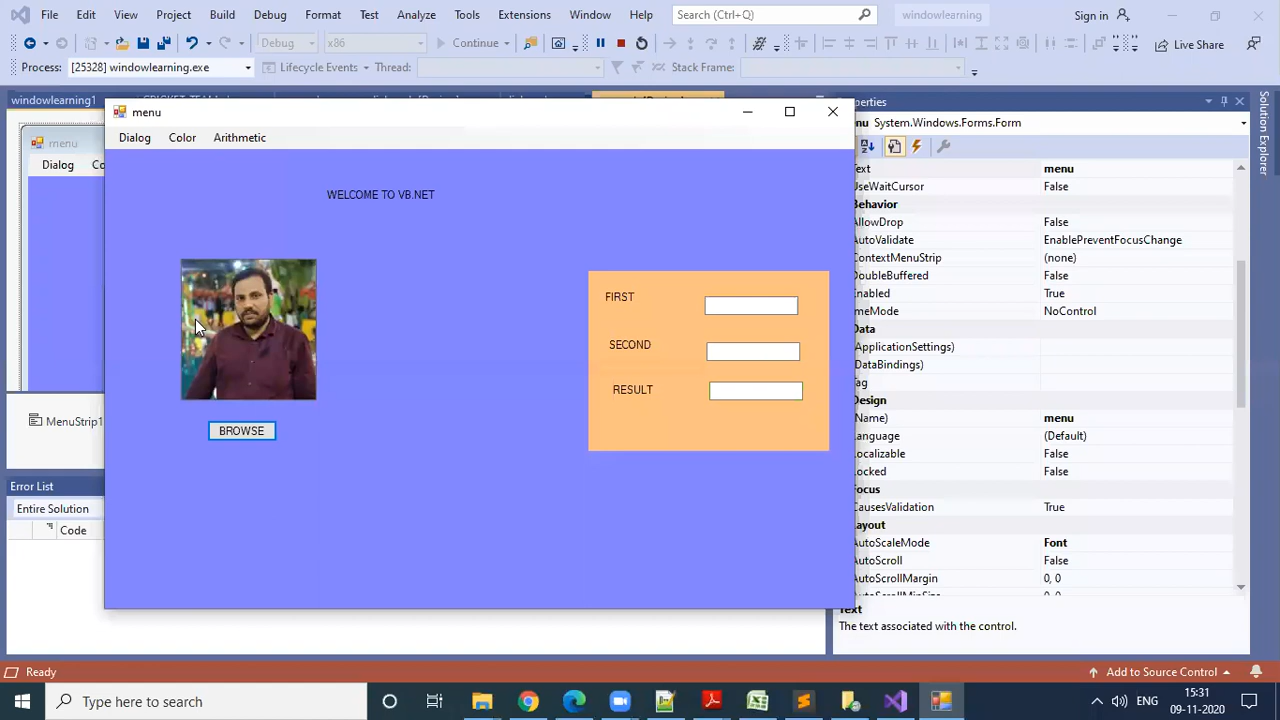 File Edit View Project Build Debug Format Test Analyze Tools Extensions Window Help Search (Ctrl+Q) windowlearning Sign in
Debug x86 Continue Live Share
Process: [25328] windowlearning.exe Lifecycle Events Thread: Stack Frame:
windowlearning1
menu
Dialog Color Arithmetic
WELCOME TO VB.NET
FIRST
SECOND
RESULT
BROWSE
menu
Dialog
MenuStrip1
Error List
Entire Solution
Code
System.Windows.Forms.Form
Text menu
UseWaitCursor False
Behavior
AllowDrop False
AutoValidate EnablePreventFocusChange
ContextMenuStrip (none)
DoubleBuffered False
Enabled True
meMode NoControl
Data
(ApplicationSettings)
(DataBindings)
Tag
Design
(Name) menu
Language (Default)
Localizable False
Locked False
Focus
CausesValidation True
Layout
AutoScaleMode Font
AutoScroll False
AutoScrollMargin 0, 0
Text
The text associated with the control.
Solution Explorer
Ready Add to Source Control
Type here to search ENG 15:31
09-11-2020